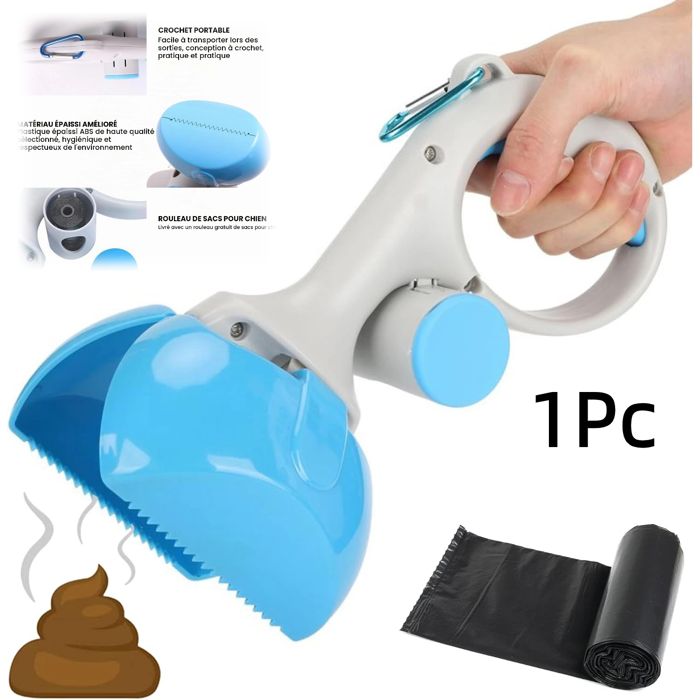 CROCHET PORTABLE
Facile à transporter lors des
sorties, conception à crochet,
pratique et pratique
MATÉRIAU ÉPAISSI AMÉLIORÉ
plastique épaissi ABS de haute qualité
sélectionné, hygiénique et
respectueux de l'environnement
ROULEAU DE SACS POUR CHIEN
Livré avec un rouleau gratuit de sacs pour
1Pc